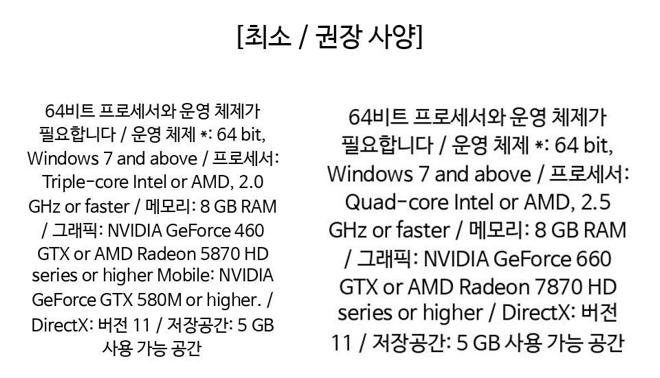 [최소 / 권장 사양]
64비트 프로세서와 운영 체제가
필요합니다 / 운영 체제 *: 64 bit,
Windows 7 and above / 프로세서:
Triple-core Intel or AMD, 2.0
GHz or faster / 메모리: 8 GB RAM
/ 그래픽: NVIDIA GeForce 460
GTX or AMD Radeon 5870 HD
series or higher Mobile: NVIDIA
GeForce GTX 580M or higher. /
DirectX: 버전 11 / 저장공간: 5 GB
사용 가능 공간
64비트 프로세서와 운영 체제가
필요합니다 / 운영 체제 *: 64 bit,
Windows 7 and above / 프로세서:
Quad-core Intel or AMD, 2.5
GHz or faster / 메모리: 8 GB RAM
/ 그래픽: NVIDIA GeForce 660
GTX or AMD Radeon 7870 HD
series or higher / DirectX: 버전
11 / 저장공간: 5 GB 사용 가능 공간